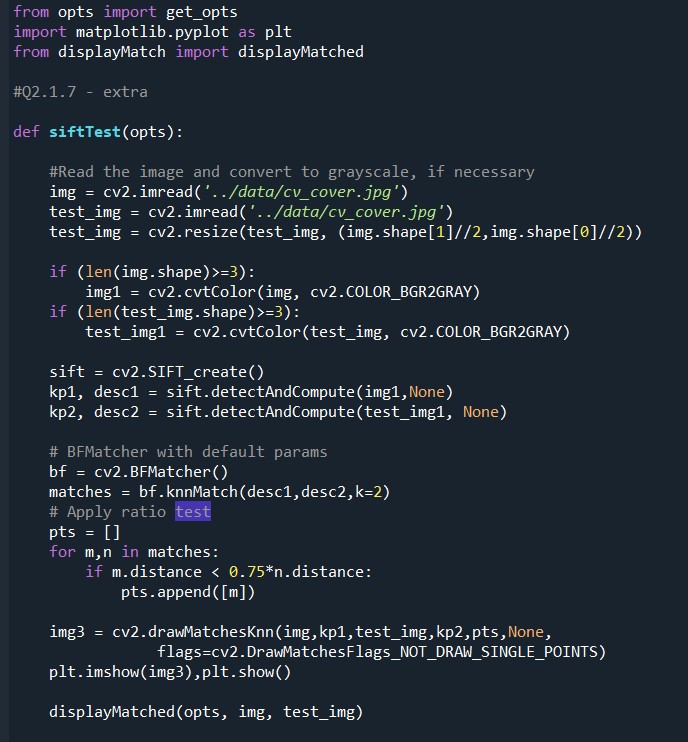 from opts import get_opts
import matplotlib.pyplot as plt
from displayMatch import displayMatched
#Q2.1.7 - extra
def siftTest(opts):
#Read the image and convert to grayscale, if necessary
img = cv2.imread('../data/cv_cover.jpg')
test_img = cv2.imread('../data/cv_cover.jpg')
test_img = cv2.resize(test_img, (img.shape[1]//2,img.shape[0]//2))
if (len(img.shape)>=3):
img1 = cv2.cvtColor(img, cv2.COLOR_BGR2GRAY)
if (len(test_img.shape)>=3):
test_img1 = cv2.cvtColor(test_img, cv2.COLOR_BGR2GRAY)
sift = cv2.SIFT_create()
kp1, desc1 = sift.detectAndCompute(img1,None)
kp2, desc2 = sift.detectAndCompute(test_img1, None)
# BFMatcher with default params
bf = cv2.BFMatcher()
matches = bf.knnMatch(desc1,desc2,k=2)
# Apply ratio test
pts = []
for m,n in matches:
if m.distance < 0.75*n.distance:
pts.append([m])
img3 = cv2.drawMatchesKnn(img,kp1,test_img,kp2,pts,None,
flags=cv2.DrawMatchesFlags_NOT_DRAW_SINGLE_POINTS)
plt.imshow(img3),plt.show()
displayMatched(opts, img, test_img)